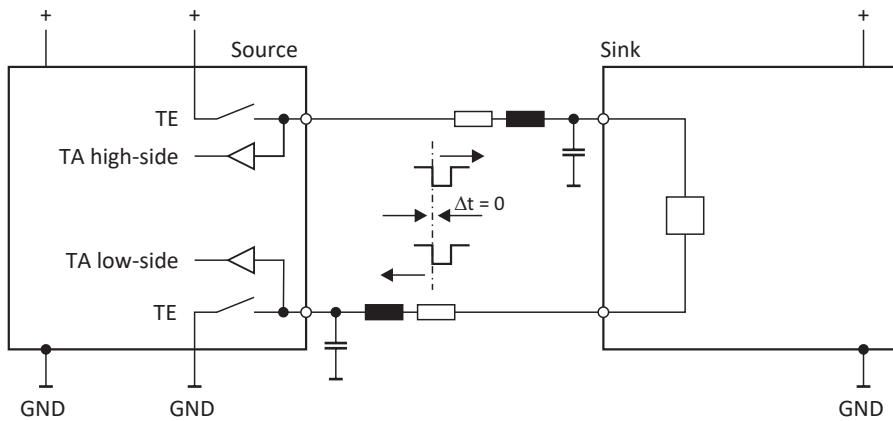 + + +
Source Sink
TE
TA high-side
Δt = 0
TA low-side
TE
GND GND GND